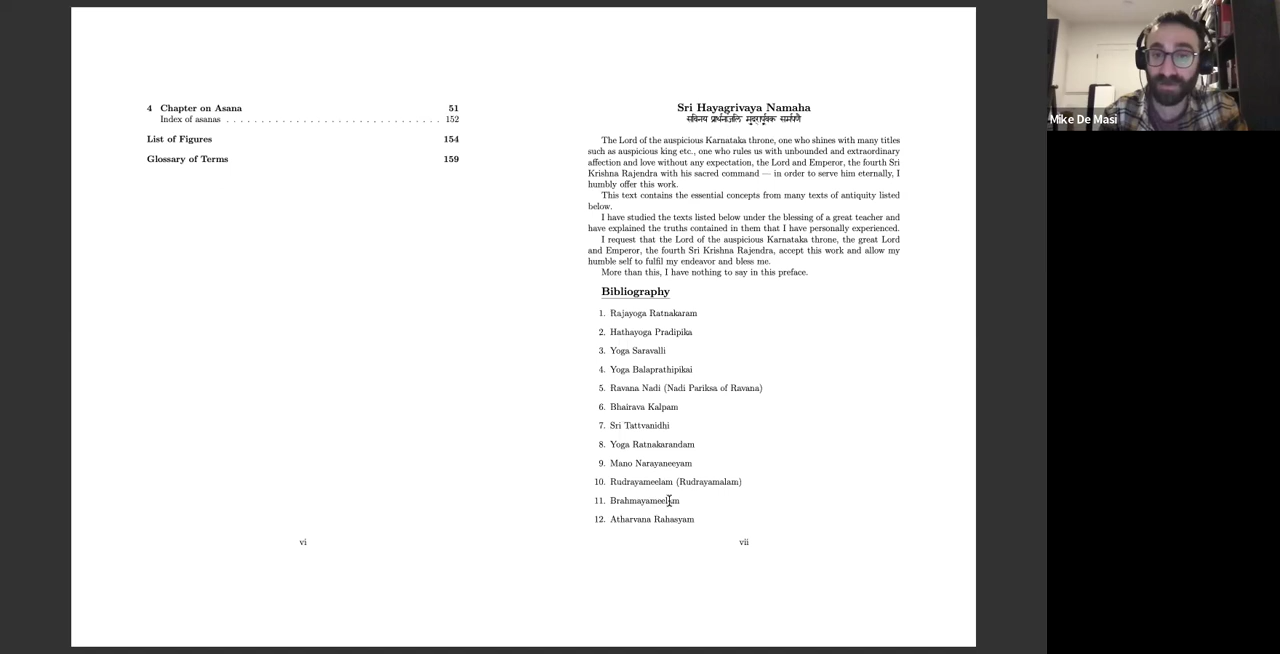 4 Chapter on Asana 51
Index of asanas . . . . . . . . . . . . . . . . . . . . . . . . . . . . . . . . . . 152
List of Figures 154
Glossary of Terms 159
vi
Sri Hayagrivaya Namaha
सविनय प्रार्थनांजलि मुद्रापूर्वक समर्पणे
The Lord of the auspicious Karnataka throne, one who shines with many titles
such as auspicious king etc., one who rules us with unbounded and extraordinary
affection and love without any expectation, the Lord and Emperor, the fourth Sri
Krishna Rajendra with his sacred command — in order to serve him eternally, I
humbly offer this work.
This text contains the essential concepts from many texts of antiquity listed
below.
I have studied the texts listed below under the blessing of a great teacher and
have explained the truths contained in them that I have personally experienced.
I request that the Lord of the auspicious Karnataka throne, the great Lord
and Emperor, the fourth Sri Krishna Rajendra, accept this work and allow my
humble self to fulfil my endeavor and bless me.
More than this, I have nothing to say in this preface.
Bibliography
1. Rajayoga Ratnakaram
2. Hathayoga Pradipika
3. Yoga Saravalli
4. Yoga Balaprathipikai
5. Ravana Nadi (Nadi Pariksa of Ravana)
6. Bhairava Kalpam
7. Sri Tattvanidhi
8. Yoga Ratnakarandam
9. Mano Narayaneeyam
10. Rudrayameelam (Rudrayamalam)
11. Brahmayameelam
12. Atharvana Rahasyam
vii
Mike De Masi